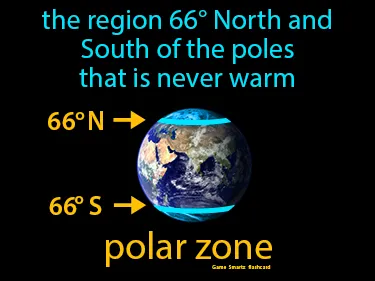 the region 66° North and
South of the poles
that is never warm
66° N
66° S
polar zone
Game Smartz flashcard